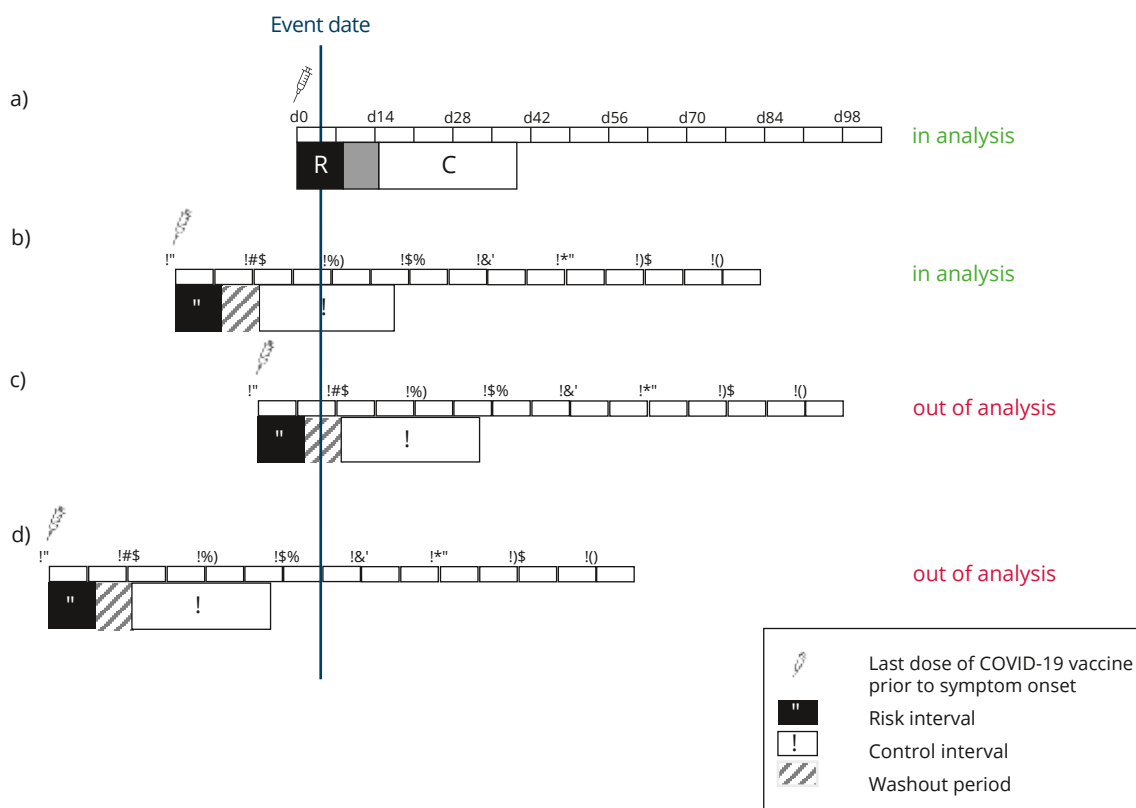 Event date
a)
d0 d14 d28 d42 d56 d70 d84 d98
in analysis
R C
b)
!" !#$ !%) !$% !&' !*" !)$ !()
in analysis
" !
c)
!" !#$ !%) !$% !&' !*" !)$ !()
out of analysis
" !
d)
!" !#$ !%) !$% !&' !*" !)$ !()
out of analysis
" !
Last dose of COVID-19 vaccine
prior to symptom onset
" Risk interval
! Control interval
Washout period